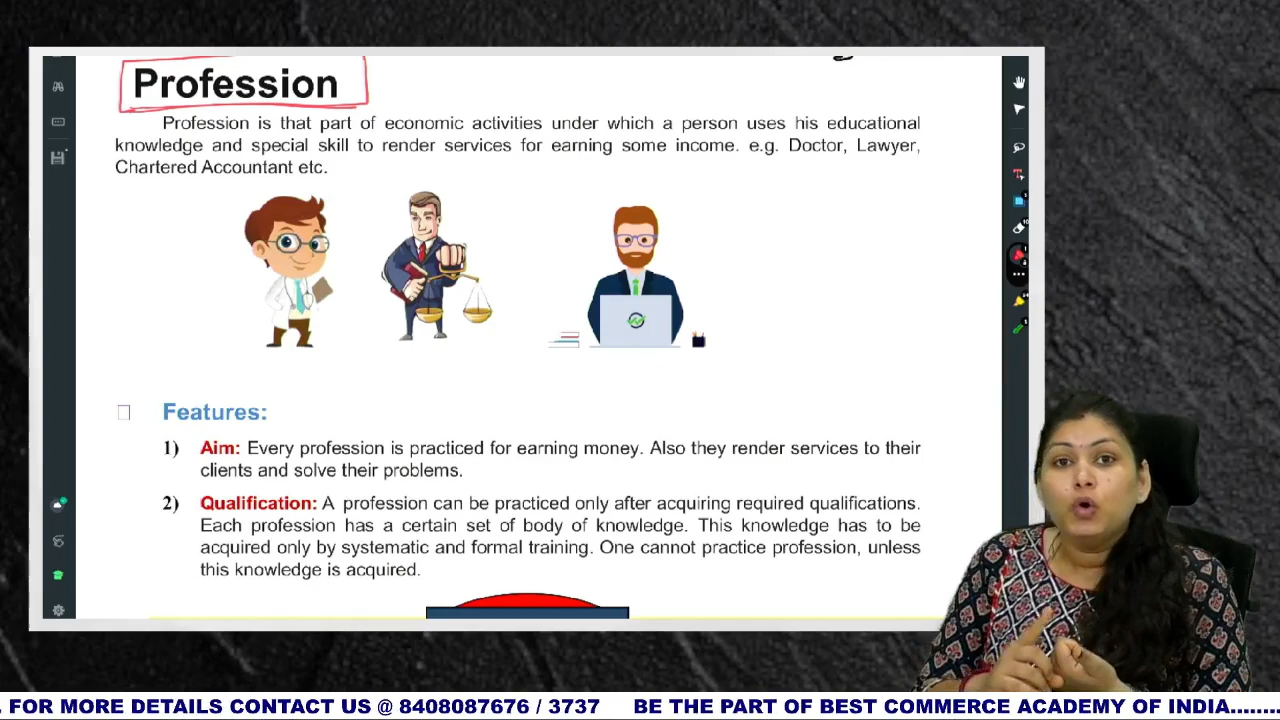 Profession
Profession is that part of economic activities under which a person uses his educational
knowledge and special skill to render services for earning some income. e.g. Doctor, Lawyer,
Chartered Accountant etc.
Features:
1) Aim: Every profession is practiced for earning money. Also they render services to their
clients and solve their problems.
2) Qualification: A profession can be practiced only after acquiring required qualifications.
Each profession has a certain set of body of knowledge. This knowledge has to be
acquired only by systematic and formal training. One cannot practice profession, unless
this knowledge is acquired.
. FOR MORE DETAILS CONTACT US @ 8408087676 / 3737 BE THE PART OF BEST COMMERCE ACADEMY OF INDIA........